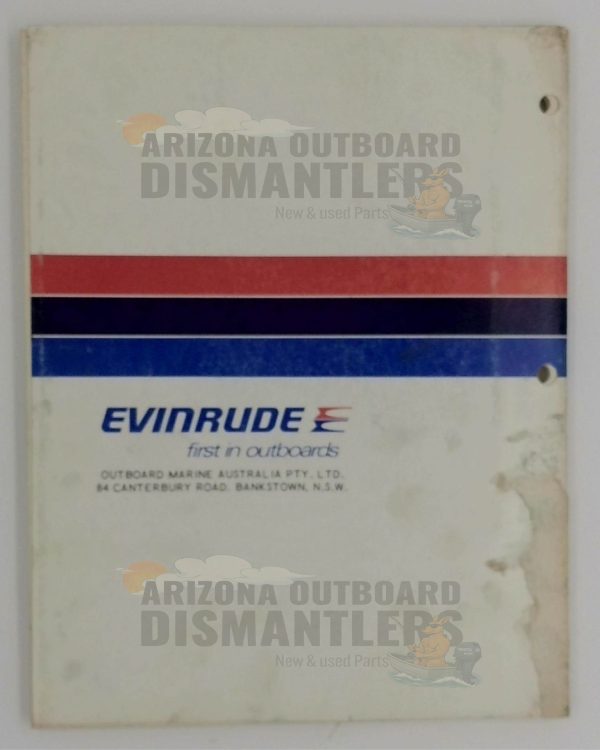 ARIZONA OUTBOARD
DISMANTLERS
New & used Parts
EVINRUDE E
first in outboards
OUTBOARD MARINE AUSTRALIA PTY. LTD.
84 CANTERBURY ROAD, BANKSTOWN, N.S.W.
ARIZONA OUTBOARD
DISMANTLERS
New & used Parts